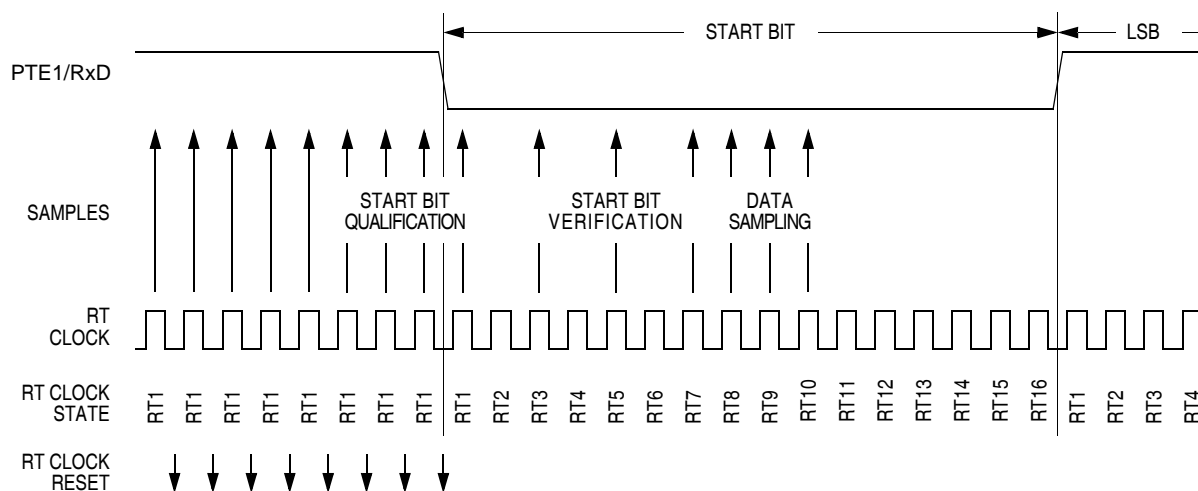 START BIT
LSB
PTE1/RxD
SAMPLES
START BIT
QUALIFICATION
START BIT
VERIFICATION
DATA
SAMPLING
RT
CLOCK
RT CLOCK
STATE
RT1 RT1 RT1 RT1 RT1 RT1 RT1 RT1 RT1 RT2 RT3 RT4 RT5 RT6 RT7 RT8 RT9 RT10 RT11 RT12 RT13 RT14 RT15 RT16 RT1 RT2 RT3 RT4
RT CLOCK
RESET